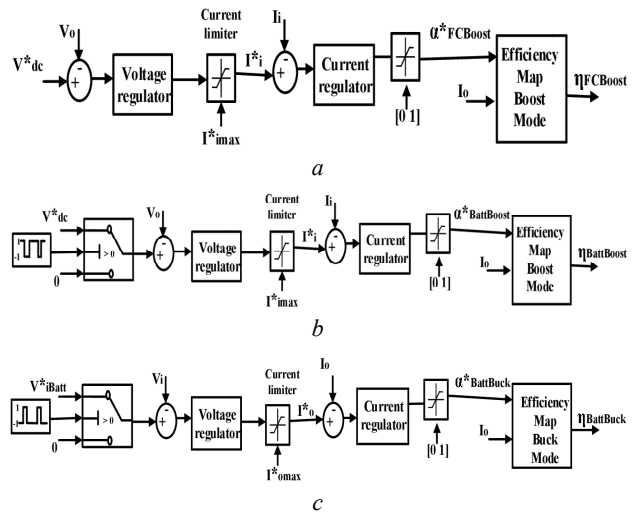 Current
limiter
Vo
Ii
V*dc
-
+
Voltage
regulator
I*i
-
+
Current
regulator
α*FCBoost
Efficiency
Map
Boost
Mode
ηFCBoost
Io
I*imax
[0 1]
a
V*dc
Vo
Current
limiter
Ii
1
-1
> 0
0
-
+
Voltage
regulator
I*i
-
+
Current
regulator
α*BattBoost
Efficiency
Map
Boost
Mode
ηBattBoost
Io
I*imax
[0 1]
b
V*iBatt
Vi
Current
limiter
Io
1
-1
> 0
0
-
+
Voltage
regulator
I*o
-
+
Current
regulator
α*BattBuck
Efficiency
Map
Buck
Mode
ηBattBuck
Io
I*omax
[0 1]
c